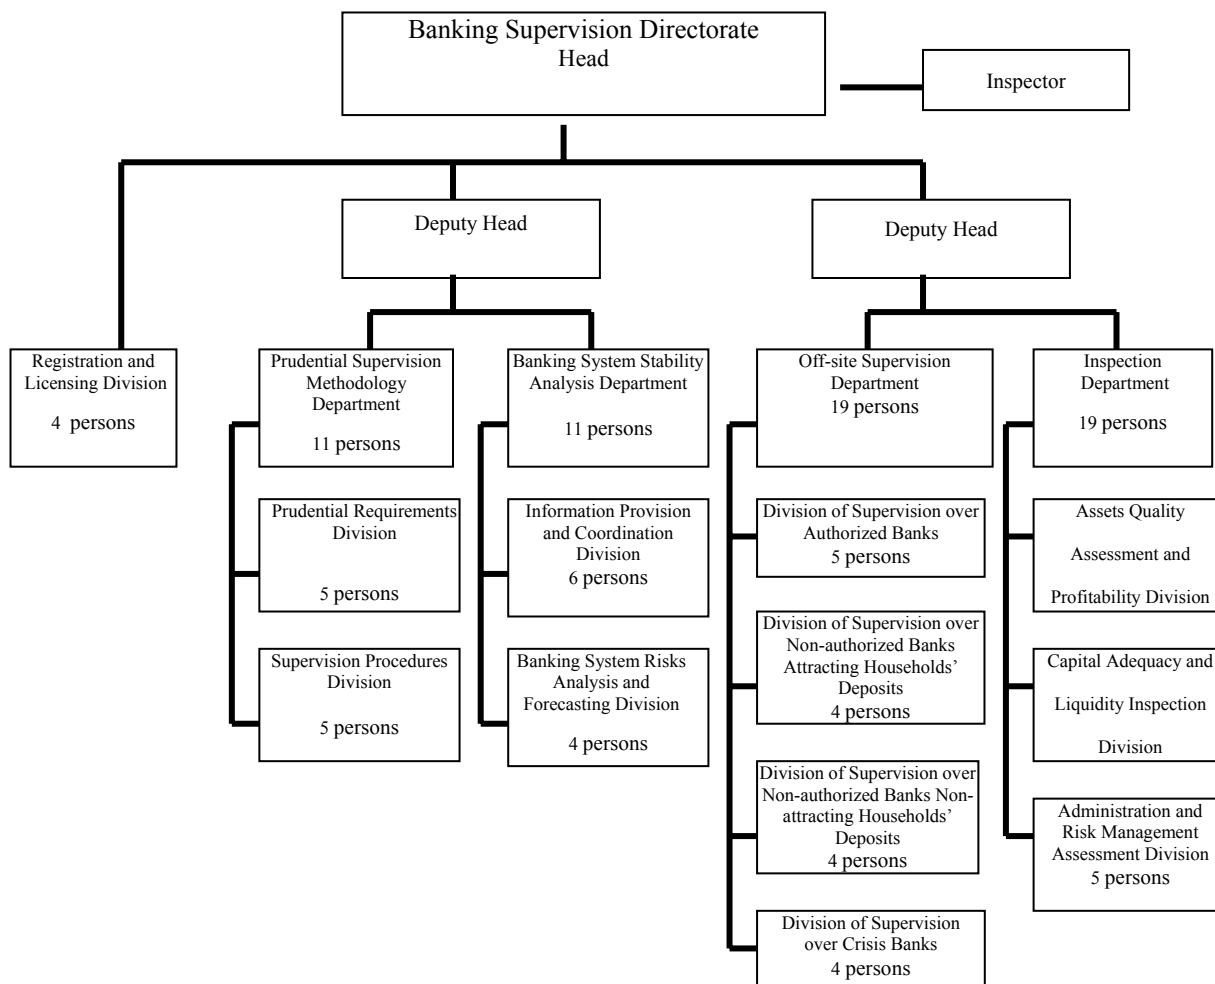 Banking Supervision Directorate
Head
Inspector
Deputy Head
Deputy Head
Registration and
Licensing Division
4 persons
Prudential Supervision
Methodology
Department
11 persons
Banking System Stability
Analysis Department
11 persons
Off-site Supervision
Department
19 persons
Inspection
Department
19 persons
Prudential Requirements
Division
5 persons
Information Provision
and Coordination
Division
6 persons
Division of Supervision over
Authorized Banks
5 persons
Assets Quality
Assessment and
Profitability Division
Supervision Procedures
Division
5 persons
Banking System Risks
Analysis and
Forecasting Division
4 persons
Division of Supervision over
Non-authorized Banks
Attracting Households’
Deposits
4 persons
Capital Adequacy and
Liquidity Inspection
Division
Division of Supervision over
Non-authorized Banks Non-
attracting Households’
Deposits
4 persons
Administration and
Risk Management
Assessment Division
5 persons
Division of Supervision
over Crisis Banks
4 persons